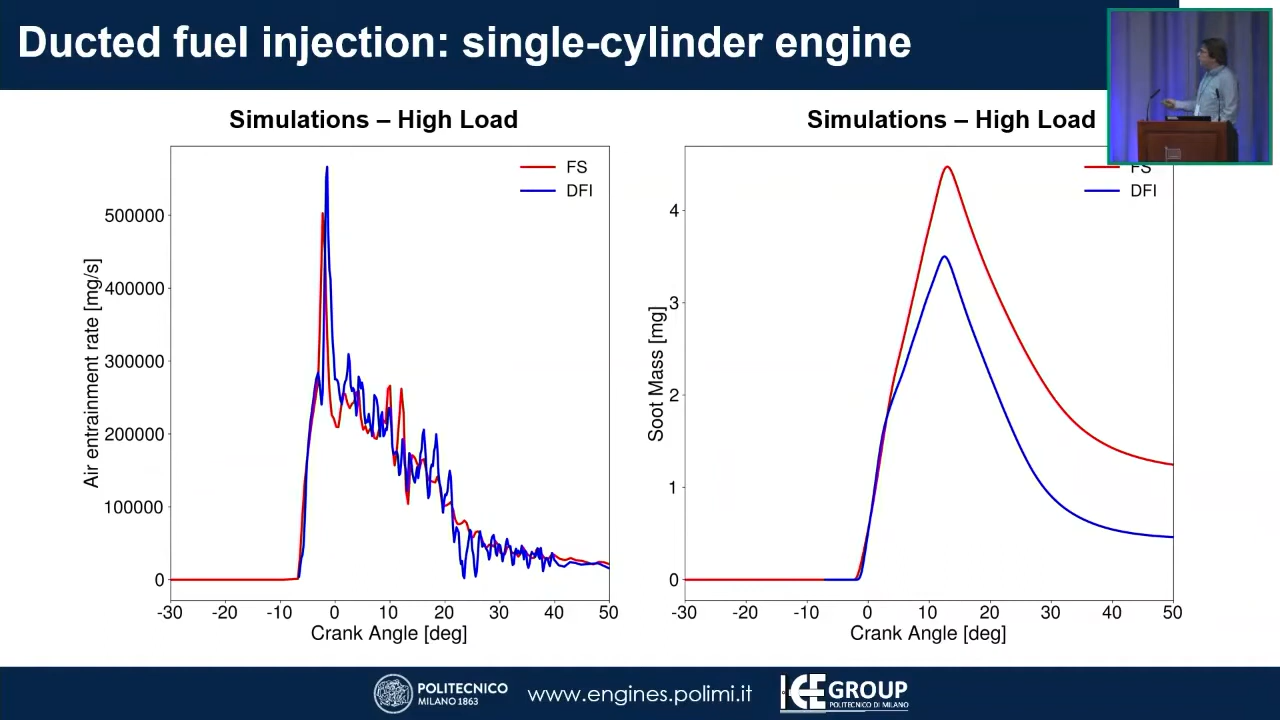 Ducted fuel injection: single-cylinder engine
Simulations – High Load
FS
DFI
Air entrainment rate [mg/s]
500000
400000
300000
200000
100000
0
-30 -20 -10 0 10 20 30 40 50
Crank Angle [deg]
Simulations – High Load
FS
DFI
Soot Mass [mg]
4
3
2
1
0
-30 -20 -10 0 10 20 30 40 50
Crank Angle [deg]
POLITECNICO
MILANO 1863
www.engines.polimi.it
ICE GROUP
POLITECNICO DI MILANO